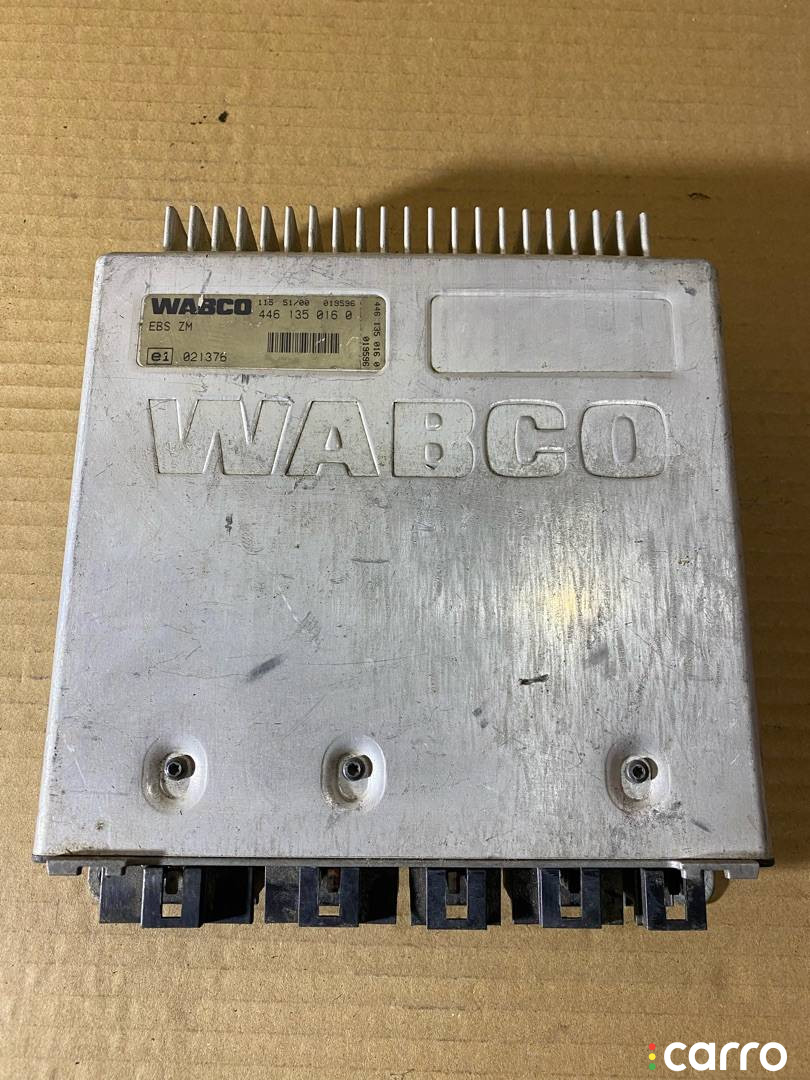 WABCO 115 51/00 019596
446 135 016 0
EBS ZM
e1 021376
446 135 016 0
019596
WABCO
carro